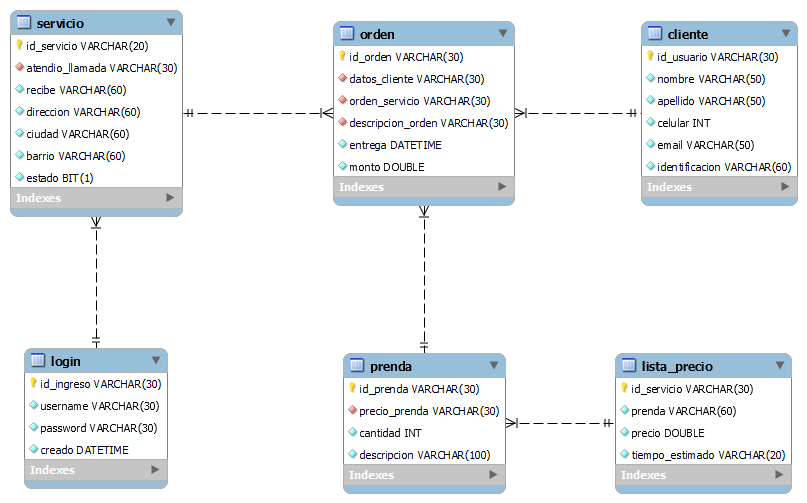 servicio
id_servicio VARCHAR(20)
atendio_llamada VARCHAR(30)
recibe VARCHAR(60)
direccion VARCHAR(60)
ciudad VARCHAR(60)
barrio VARCHAR(60)
estado BIT(1)
Indexes
orden
id_orden VARCHAR(30)
datos_cliente VARCHAR(30)
orden_servicio VARCHAR(30)
descripcion_orden VARCHAR(30)
entrega DATETIME
monto DOUBLE
Indexes
cliente
id_usuario VARCHAR(30)
nombre VARCHAR(50)
apellido VARCHAR(50)
celular INT
email VARCHAR(50)
identificacion VARCHAR(60)
Indexes
login
id_ingreso VARCHAR(30)
username VARCHAR(30)
password VARCHAR(30)
creado DATETIME
Indexes
prenda
id_prenda VARCHAR(30)
precio_prenda VARCHAR(30)
cantidad INT
descripcion VARCHAR(100)
Indexes
lista_precio
id_servicio VARCHAR(30)
prenda VARCHAR(60)
precio DOUBLE
tiempo_estimado VARCHAR(20)
Indexes